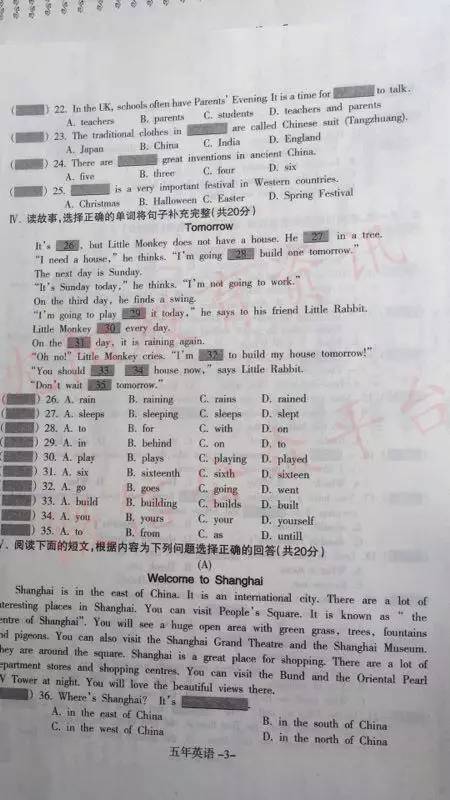 ( ) 22. In the UK, schools often have Parents' Evening. It is a time for to talk.
A. teachers B. parents C. students D. teachers and parents
( ) 23. The traditional clothes in are called Chinese suit (Tangzhuang).
A. Japan B. China C. India D. England
( ) 24. There are great inventions in ancient China.
A. five B. three C. four D. six
( ) 25. is a very important festival in Western countries.
A. Christmas B. Halloween C. Easter D. Spring Festival
Ⅳ. 读故事,选择正确的单词将句子补充完整(共20分)
Tomorrow
It's 26 , but Little Monkey does not have a house. He 27 in a tree.
"I need a house," he thinks. "I'm going 28 build one tomorrow."
The next day is Sunday.
"It's Sunday today," he thinks. "I'm not going to work."
On the third day, he finds a swing.
"I'm going to play 29 it today," he says to his friend Little Rabbit.
Little Monkey 30 every day.
On the 31 day, it is raining again.
"Oh no!" Little Monkey cries. "I'm 32 to build my house tomorrow!"
"You should 33 34 house now," says Little Rabbit.
"Don't wait 35 tomorrow."
( ) 26. A. rain B. raining C. rains D. rained
( ) 27. A. sleeps B. sleeping C. sleeps D. slept
( ) 28. A. to B. for C. with D. on
( ) 29. A. in B. behind C. on D. to
( ) 30. A. play B. plays C. playing D. played
( ) 31. A. six B. sixteenth C. sixth D. sixteen
( ) 32. A. go B. goes C. going D. went
( ) 33. A. build B. building C. builds D. built
( ) 34. A. you B. yours C. your D. yourself
( ) 35. A. to B. from C. as D. untill
Ⅴ. 阅读下面的短文,根据内容为下列问题选择正确的回答(共20分)
(A)
Welcome to Shanghai
Shanghai is in the east of China. It is an international city. There are a lot of
nteresting places in Shanghai. You can visit People's Square. It is known as " the
entre of Shanghai". You will see a huge open area with green grass, trees, fountains
nd pigeons. You can also visit the Shanghai Grand Theatre and the Shanghai Museum.
hey are around the square. Shanghai is a great place for shopping. There are a lot of
epartment stores and shopping centres. You can visit the Bund and the Oriental Pearl
V Tower at night. You will love the beautiful views there.
) 36. Where's Shanghai? It's .
A. in the east of China B. in the south of China
C. in the west of China D. in the north of China
五年英语 -3-